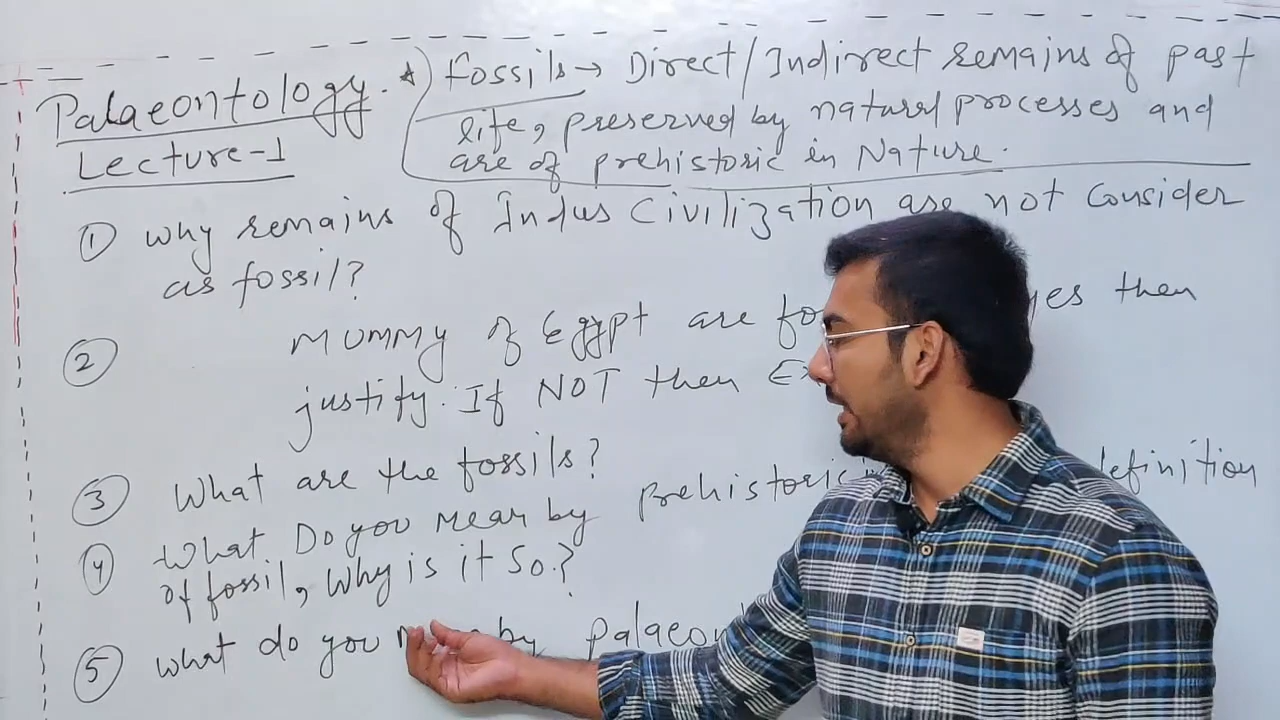 Palaeontology.
Lecture-1
* Fossils → Direct/Indirect remains of past
life, preserved by natural processes and
are of prehistoric in Nature.
① Why remains of Indus Civilization are not Consider
as fossil?
② Mummy of Egypt are yes then
justify. If NOT then
③ What are the fossils?
④ What Do you Mean by prehistoric definition
of fossil, Why is it So.?
⑤ What do you by